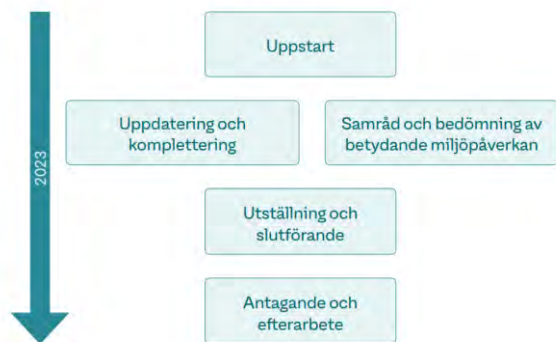 Uppstart
Uppdatering och
komplettering
Samråd och bedömning av
betydande miljöpåverkan
2023
Utställning och
slutförande
Antagande och
efterarbete